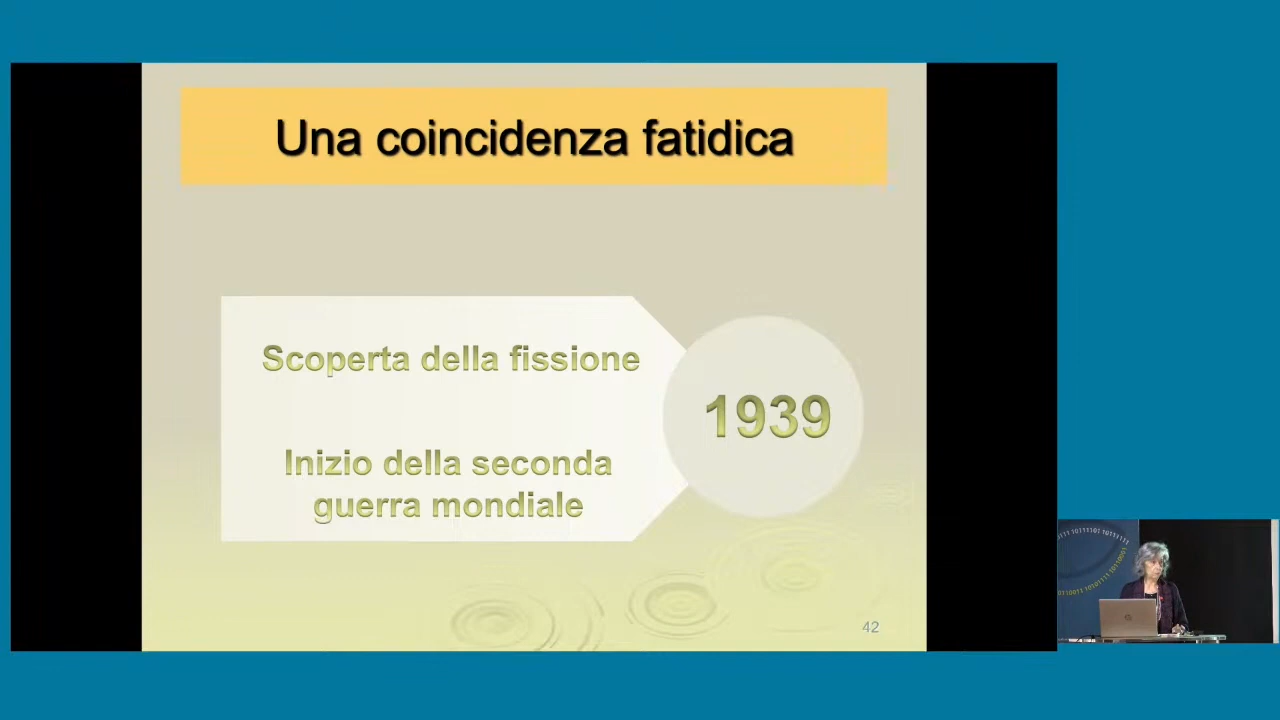 Una coincidenza fatidica
Scoperta della fissione
Inizio della seconda
guerra mondiale
1939
42